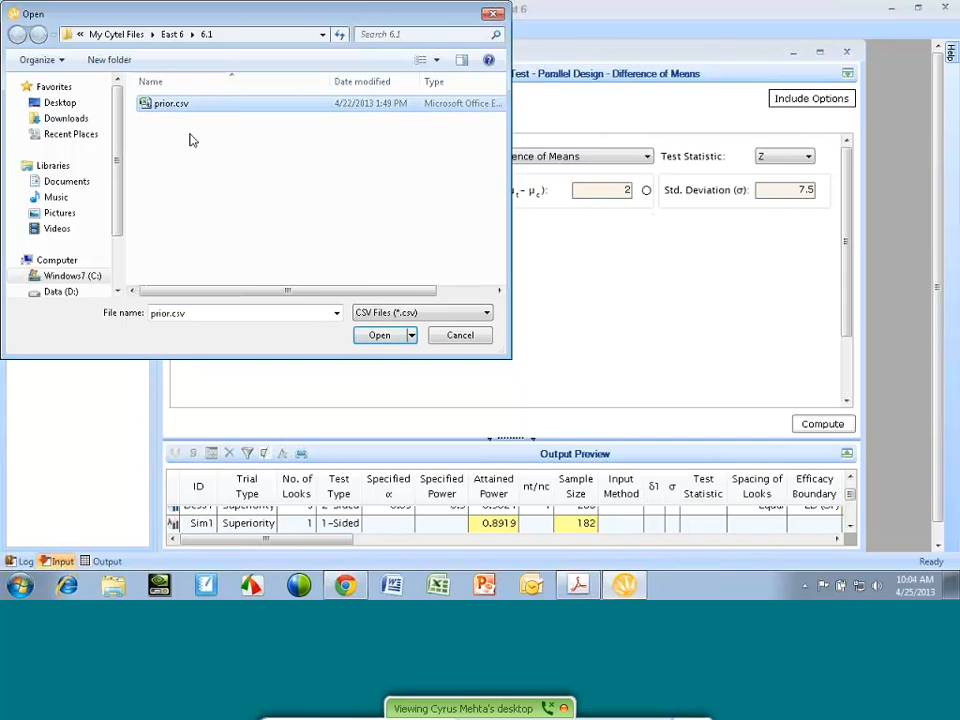 Open
« My Cytel Files East 6 6.1
Search 6.1
Organize New folder
Name Date modified Type
Favorites
Desktop
Downloads
Recent Places
Libraries
Documents
Music
Pictures
Videos
Computer
Windows7 (C:)
Data (D:)
prior.csv 4/22/2013 1:49 PM Microsoft Office E...
File name: prior.csv CSV Files (*.csv)
Open Cancel
East 6
Help
Test - Parallel Design - Difference of Means
Include Options
ence of Means Test Statistic: Z
μt - μc): 2 Std. Deviation (σ): 7.5
Compute
Output Preview
ID Trial Type No. of Looks Test Type Specified α Specified Power Attained Power nt/nc Sample Size Input Method δ1 σ Test Statistic Spacing of Looks Efficacy Boundary
Sim1 Superiority 1 1-Sided 0.8919 182
Log Input Output Ready
10:04 AM
4/25/2013
Viewing Cyrus Mehta's desktop